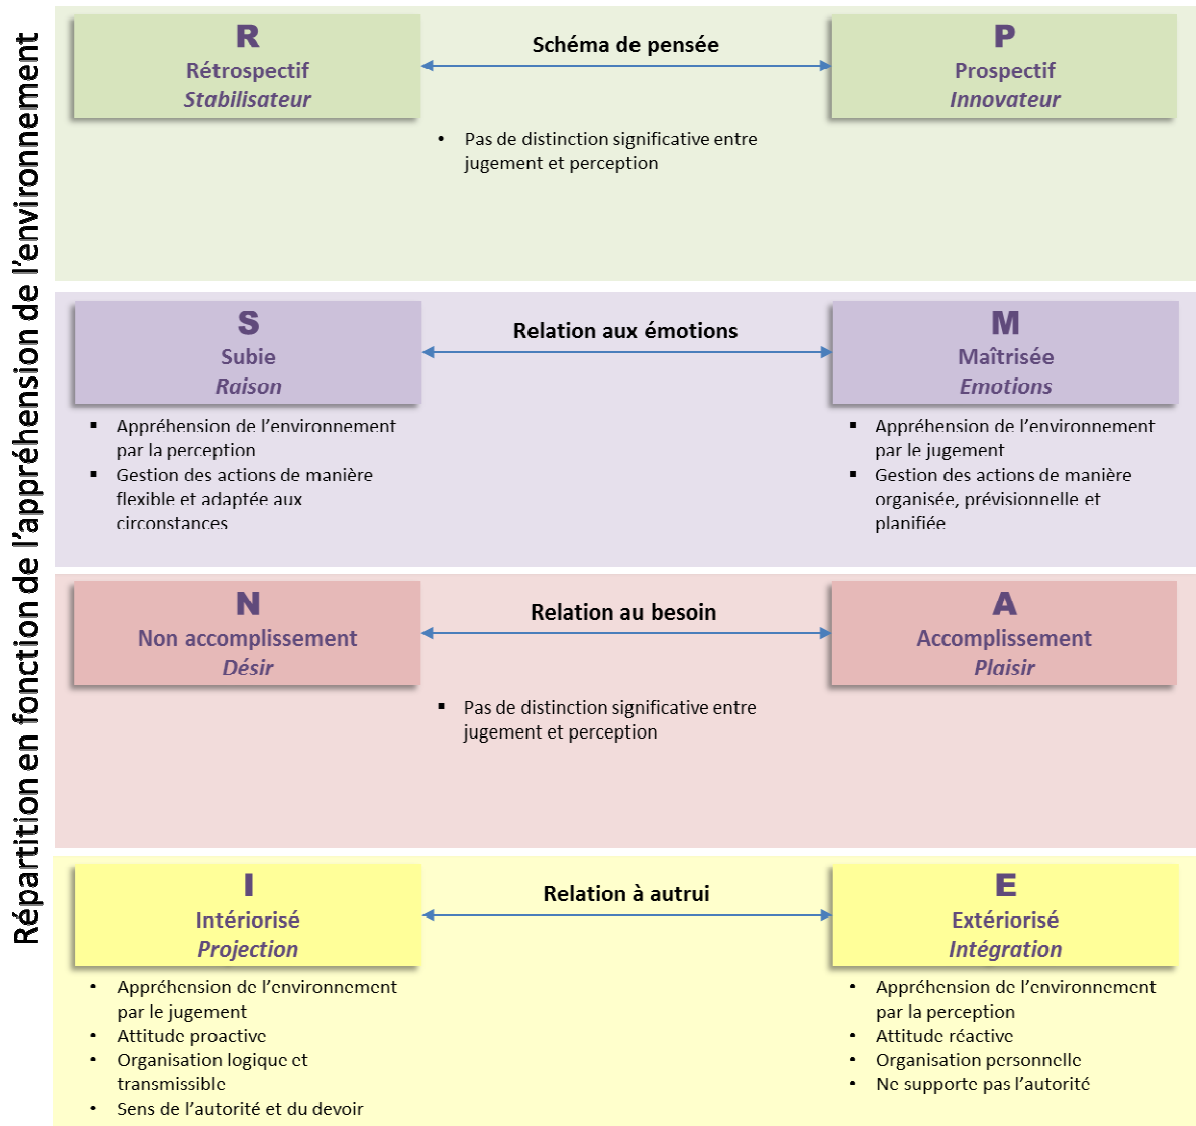 Répartition en fonction de l'appréhension de l'environnement
R
Rétrospectif
Stabilisateur
Schéma de pensée
P
Prospectif
Innovateur
• Pas de distinction significative entre
jugement et perception
S
Subie
Raison
Relation aux émotions
M
Maîtrisée
Emotions
▪ Appréhension de l'environnement
par la perception
▪ Gestion des actions de manière
flexible et adaptée aux
circonstances
▪ Appréhension de l'environnement
par le jugement
▪ Gestion des actions de manière
organisée, prévisionnelle et
planifiée
N
Non accomplissement
Désir
Relation au besoin
A
Accomplissement
Plaisir
▪ Pas de distinction significative entre
jugement et perception
I
Intériorisé
Projection
Relation à autrui
E
Extériorisé
Intégration
• Appréhension de l'environnement
par le jugement
• Attitude proactive
• Organisation logique et
transmissible
• Sens de l'autorité et du devoir
• Appréhension de l'environnement
par la perception
• Attitude réactive
• Organisation personnelle
• Ne supporte pas l'autorité